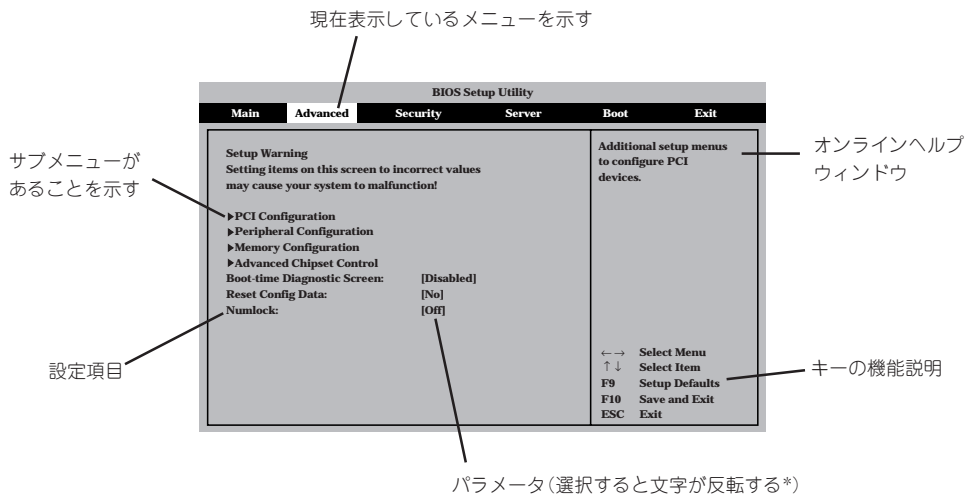 現在表示しているメニューを示す
BIOS Setup Utility
Main Advanced Security Server Boot Exit
サブメニューが
あることを示す
Setup Warning
Setting items on this screen to incorrect values
may cause your system to malfunction!
▶PCI Configuration
▶Peripheral Configuration
▶Memory Configuration
▶Advanced Chipset Control
Boot-time Diagnostic Screen: [Disabled]
Reset Config Data: [No]
Numlock: [Off]
Additional setup menus
to configure PCI
devices.
オンラインヘルプ
ウィンドウ
設定項目
←→ Select Menu
↑↓ Select Item
F9 Setup Defaults
F10 Save and Exit
ESC Exit
キーの機能説明
パラメータ(選択すると文字が反転する*)